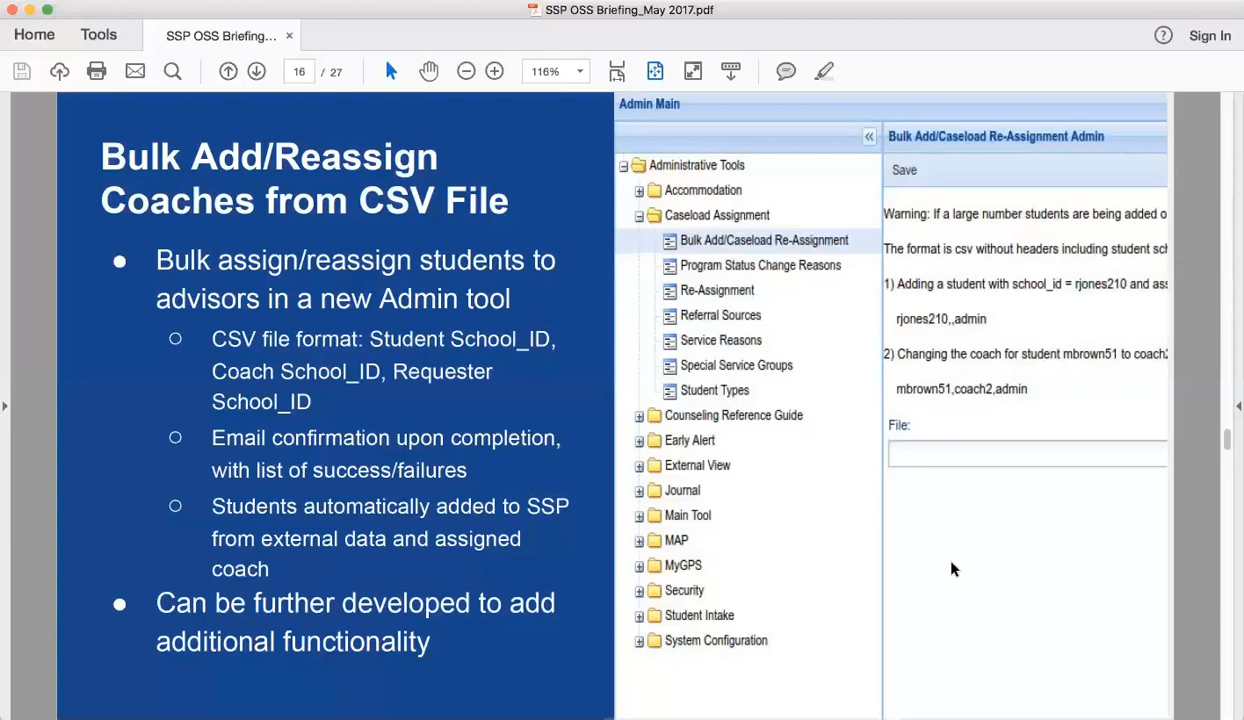 SSP OSS Briefing_May 2017.pdf
Home
Tools
SSP OSS Briefing... ×
? Sign In
16 / 27
116%
Bulk Add/Reassign
Coaches from CSV File
● Bulk assign/reassign students to
advisors in a new Admin tool
○ CSV file format: Student School_ID,
Coach School_ID, Requester
School_ID
○ Email confirmation upon completion,
with list of success/failures
○ Students automatically added to SSP
from external data and assigned
coach
● Can be further developed to add
additional functionality
Admin Main
«
Administrative Tools
Accommodation
Caseload Assignment
Bulk Add/Caseload Re-Assignment
Program Status Change Reasons
Re-Assignment
Referral Sources
Service Reasons
Special Service Groups
Student Types
Counseling Reference Guide
Early Alert
External View
Journal
Main Tool
MAP
MyGPS
Security
Student Intake
System Configuration
Bulk Add/Caseload Re-Assignment Admin
Save
Warning: If a large number students are being added o
The format is csv without headers including student sch
1) Adding a student with school_id = rjones210 and ass
rjones210,,admin
2) Changing the coach for student mbrown51 to coach2
mbrown51,coach2,admin
File: